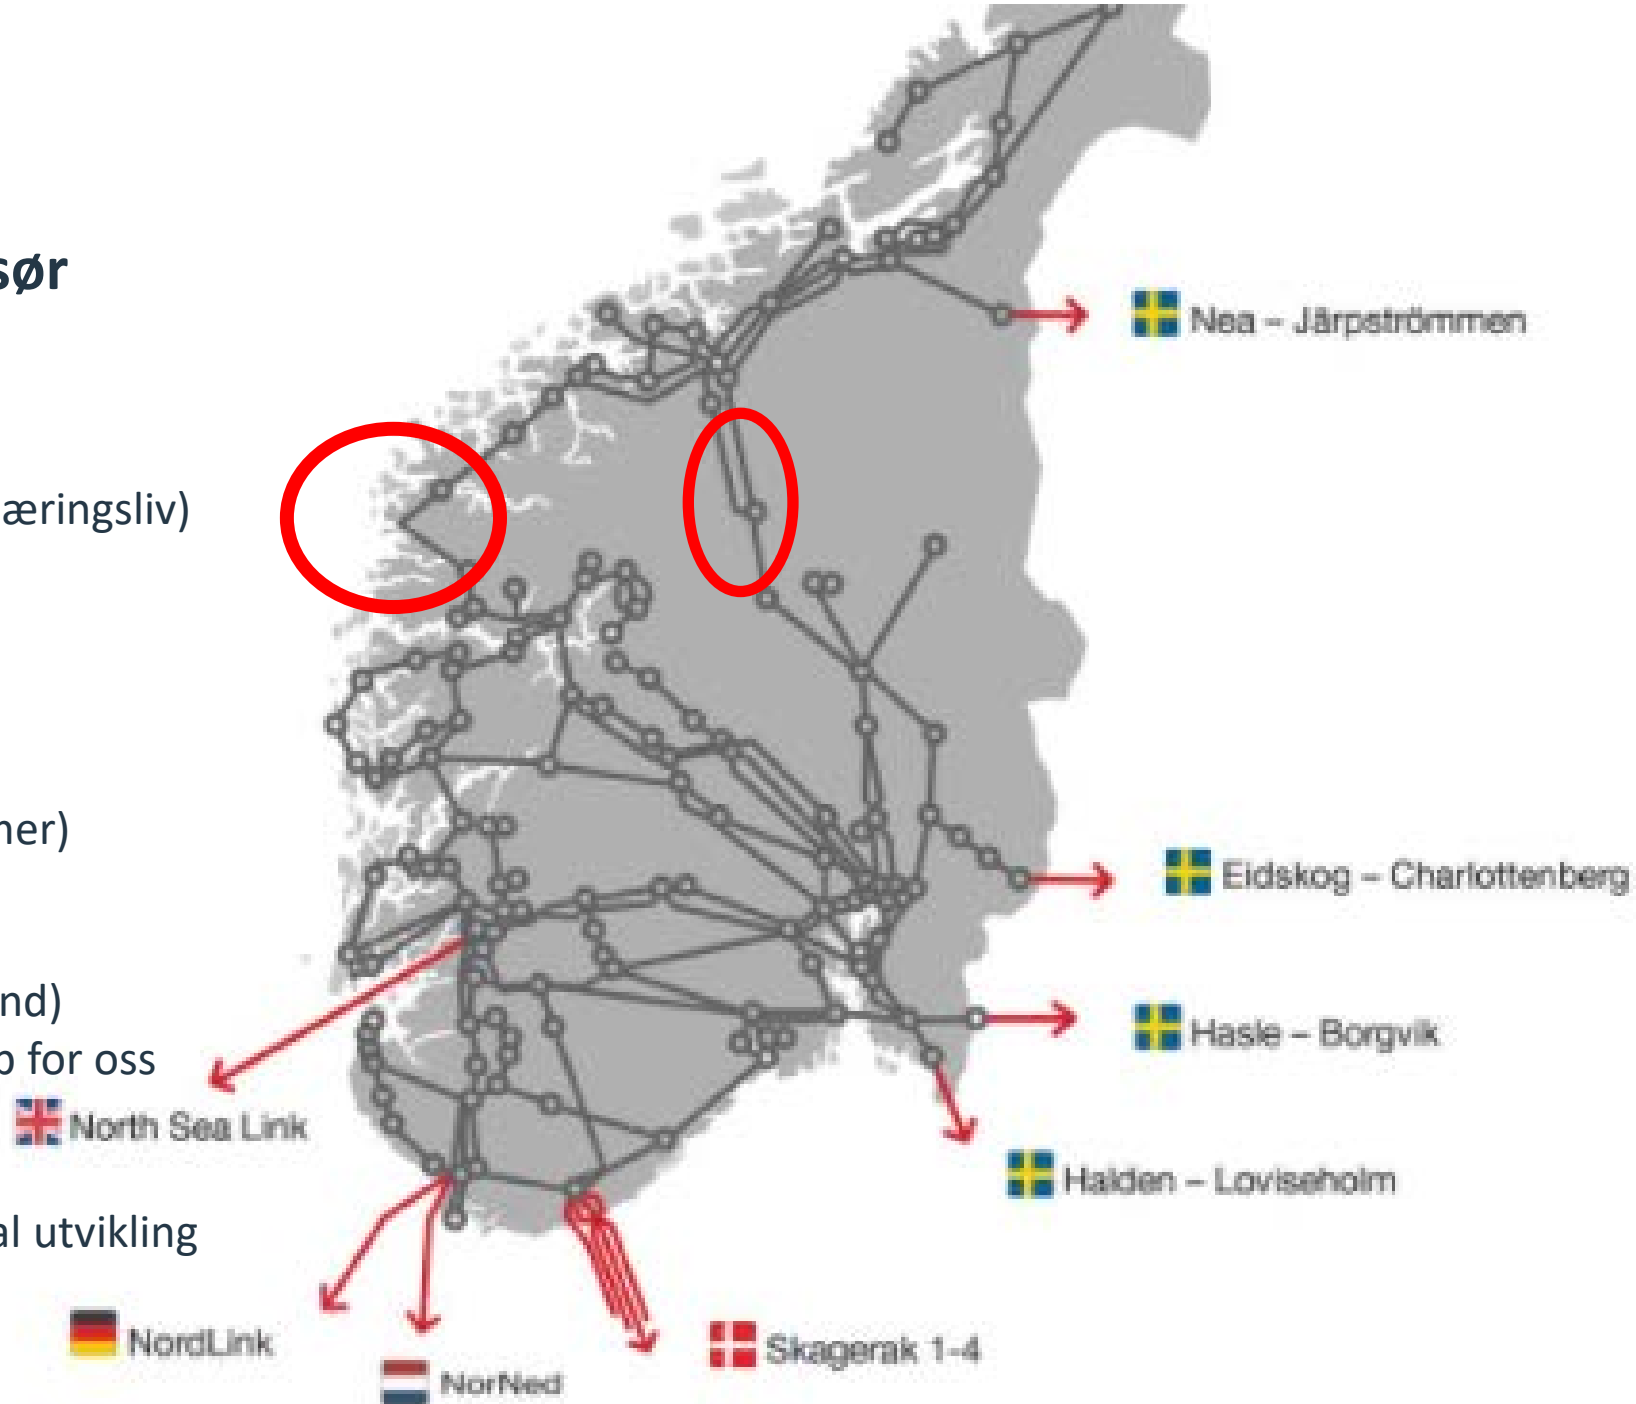 sør
Nea – Järpströmmen
æringsliv)
ner)
Eidskog – Charlottenberg
nd)
Hasle – Borgvik
o for oss
North Sea Link
Halden – Loviseholm
al utvikling
NordLink
Skagerak 1-4
NorNed